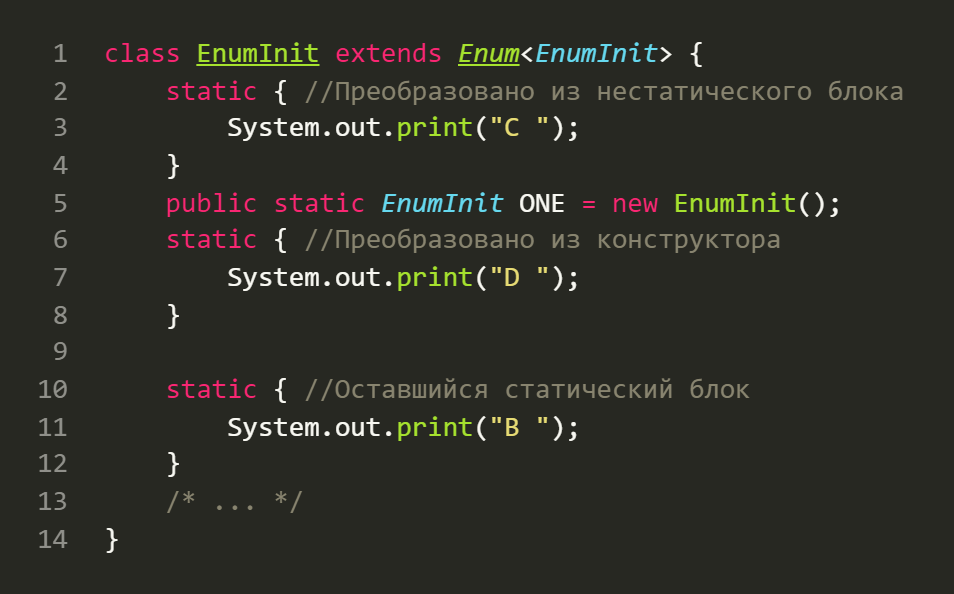 1 class EnumInit extends Enum<EnumInit> {
2     static { //Преобразовано из нестатического блока
3         System.out.print("C ");
4     }
5     public static EnumInit ONE = new EnumInit();
6     static { //Преобразовано из конструктора
7         System.out.print("D ");
8     }
9
10     static { //Оставшийся статический блок
11         System.out.print("B ");
12     }
13     /* ... */
14 }